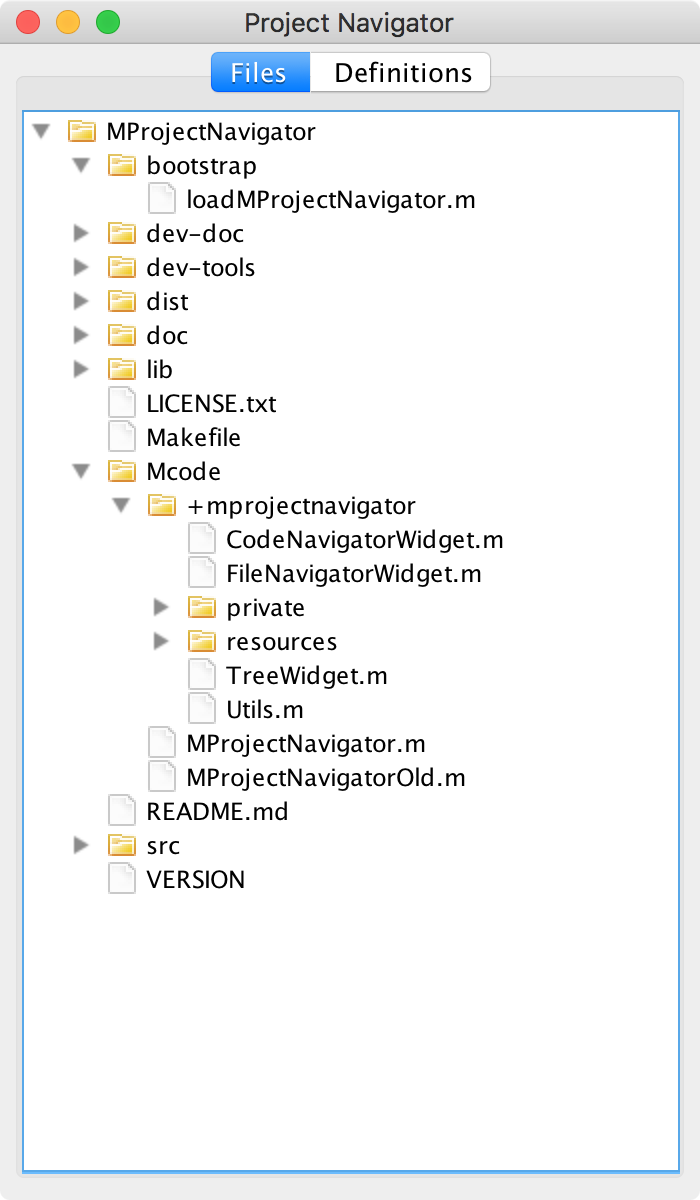 Project Navigator
Files Definitions
MProjectNavigator
bootstrap
loadMProjectNavigator.m
dev-doc
dev-tools
dist
doc
lib
LICENSE.txt
Makefile
Mcode
+mprojectnavigator
CodeNavigatorWidget.m
FileNavigatorWidget.m
private
resources
TreeWidget.m
Utils.m
MProjectNavigator.m
MProjectNavigatorOld.m
README.md
src
VERSION